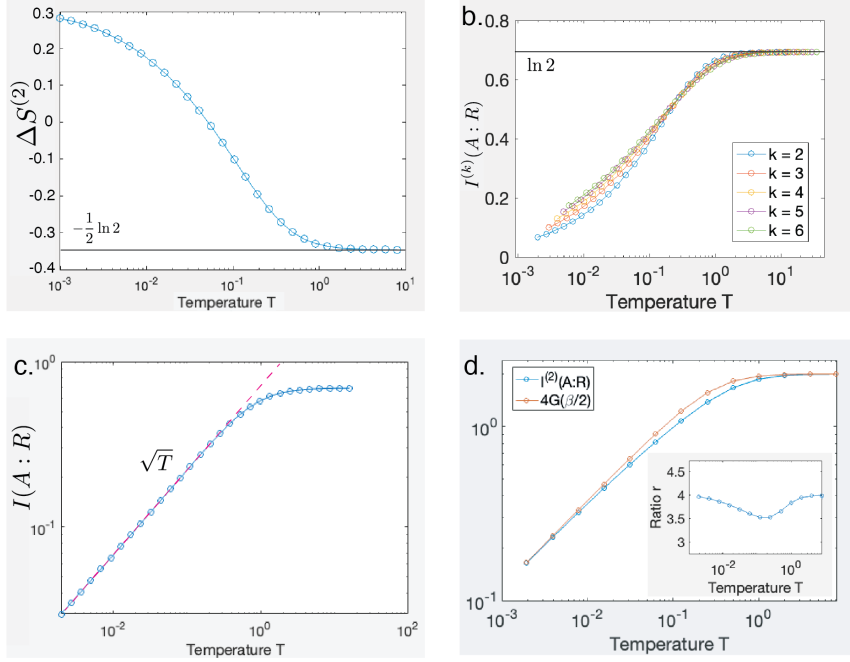 0.3
0.2
0.1
0
-0.1
-0.2
-0.3
-0.4
ΔS^(2)
-1/2 ln 2
10^-3 10^-2 10^-1 10^0 10^1
Temperature T
b.
0.8
0.6
0.4
0.2
0
I^(k)(A : R)
ln 2
k = 2
k = 3
k = 4
k = 5
k = 6
10^-3 10^-2 10^-1 10^0 10^1
Temperature T
c.
10^0
10^-1
I(A : R)
√T
10^-2 10^0 10^2
Temperature T
d.
10^0
10^-1
I^(2)(A:R)
4G(β/2)
4.5
4
3.5
3
Ratio r
10^-2 10^0
Temperature T
10^-3 10^-2 10^-1 10^0
Temperature T